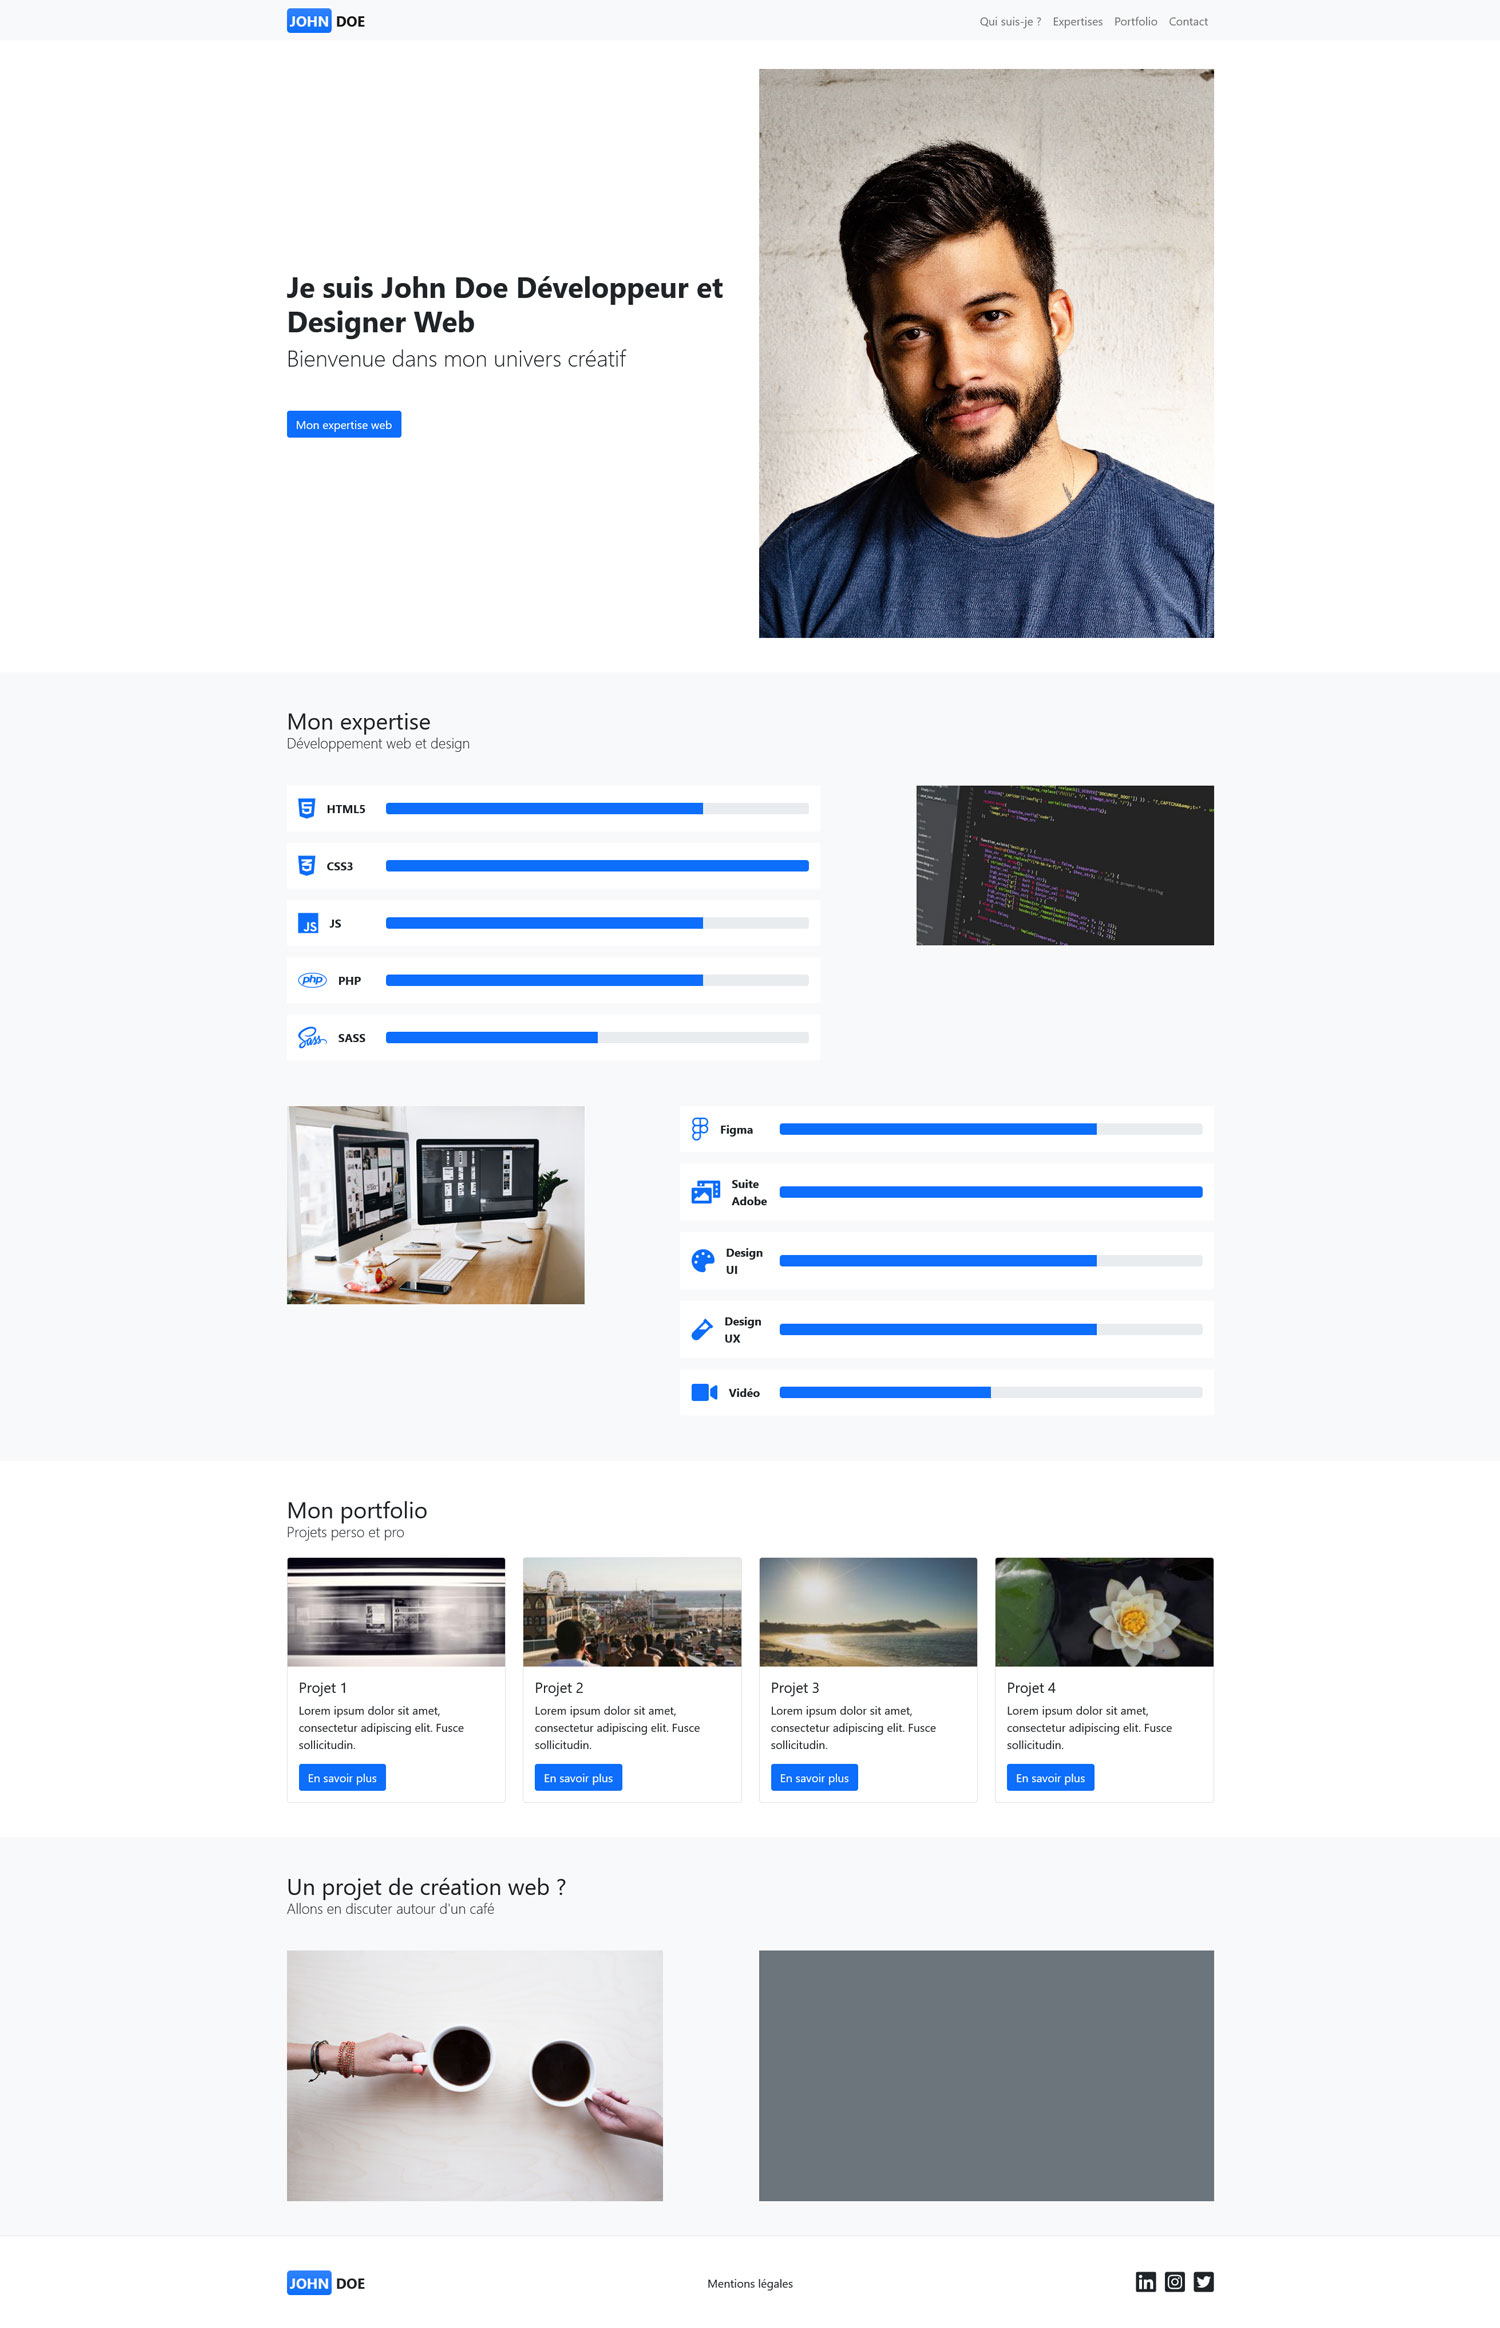 JOHN DOE
Qui suis-je ? Expertises Portfolio Contact
Je suis John Doe Développeur et
Designer Web
Bienvenue dans mon univers créatif
Mon expertise web
Mon expertise
Développement web et design
HTML5
CSS3
JS JS
php PHP
Sass SASS
Figma
Suite
Adobe
Design
UI
Design
UX
Vidéo
Mon portfolio
Projets perso et pro
Projet 1
Lorem ipsum dolor sit amet,
consectetur adipiscing elit. Fusce
sollicitudin.
En savoir plus
Projet 2
Lorem ipsum dolor sit amet,
consectetur adipiscing elit. Fusce
sollicitudin.
En savoir plus
Projet 3
Lorem ipsum dolor sit amet,
consectetur adipiscing elit. Fusce
sollicitudin.
En savoir plus
Projet 4
Lorem ipsum dolor sit amet,
consectetur adipiscing elit. Fusce
sollicitudin.
En savoir plus
Un projet de création web ?
Allons en discuter autour d'un café
JOHN DOE
Mentions légales
in